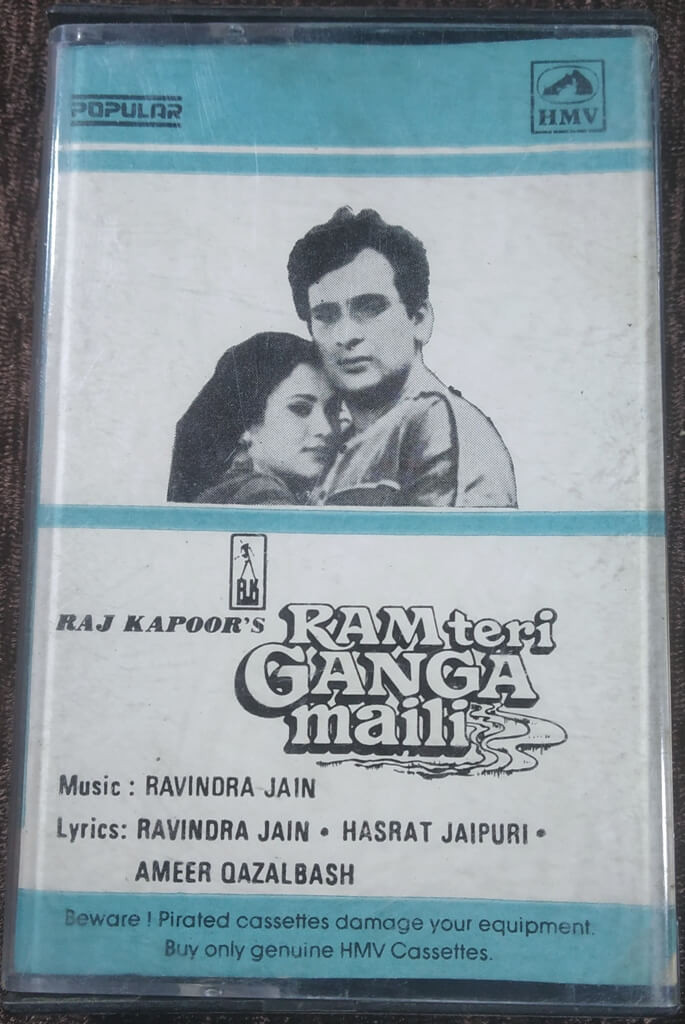 POPULAR
HMV
RK
RAJ KAPOOR'S
RAM teri
GANGA
maili
Music : RAVINDRA JAIN
Lyrics: RAVINDRA JAIN • HASRAT JAIPURI •
AMEER QAZALBASH
Beware ! Pirated cassettes damage your equipment.
Buy only genuine HMV Cassettes.